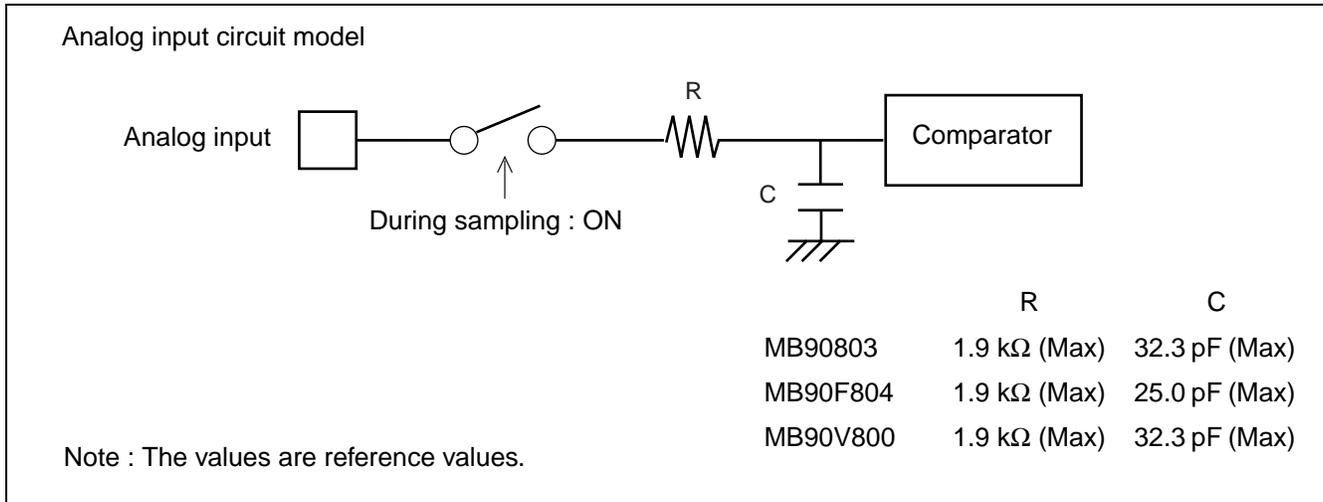 Analog input circuit model
R
Analog input
Comparator
C
During sampling : ON
R C
MB90803 1.9 kΩ (Max) 32.3 pF (Max)
MB90F804 1.9 kΩ (Max) 25.0 pF (Max)
MB90V800 1.9 kΩ (Max) 32.3 pF (Max)
Note : The values are reference values.